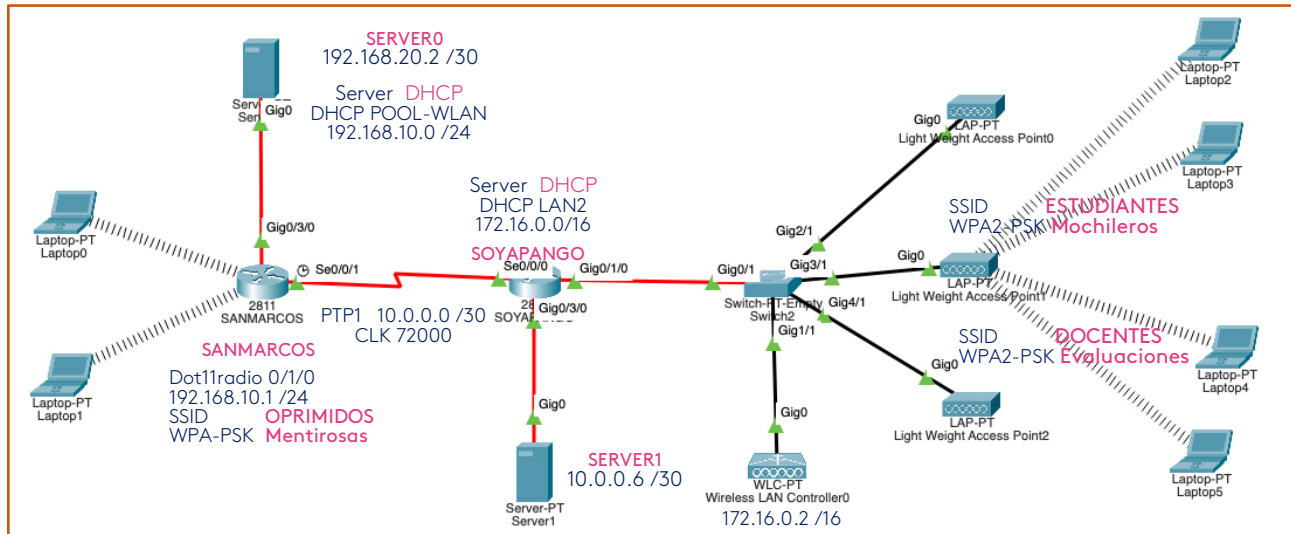 SERVER0
192.168.20.2 /30
Server DHCP
DHCP POOL-WLAN
192.168.10.0 /24
Gig0
Gig0/3/0
Laptop-PT
Laptop0
Laptop-PT
Laptop1
Se0/0/1
2811
SANMARCOS
SANMARCOS
Dot11radio 0/1/0
192.168.10.1 /24
SSID OPRIMIDOS
WPA-PSK Mentirosas
PTP1 10.0.0.0 /30
CLK 72000
Server DHCP
DHCP LAN2
172.16.0.0/16
SOYAPANGO
Se0/0/0
Gig0/1/0
Gig0/3/0
Gig0
Server-PT
Server1
SERVER1
10.0.0.6 /30
Gig0/1
Gig2/1
Gig3/1
Gig4/1
Gig1/1
Switch-PT-Empty
Switch2
Gig0
WLC-PT
Wireless LAN Controller0
172.16.0.2 /16
Gig0
LAP-PT
Light Weight Access Point0
Gig0
LAP-PT
Light Weight Access Point1
Gig0
LAP-PT
Light Weight Access Point2
SSID ESTUDIANTES
WPA2-PSK Mochileros
SSID DOCENTES
WPA2-PSK Evaluaciones
Laptop-PT
Laptop2
Laptop-PT
Laptop3
Laptop-PT
Laptop4
Laptop-PT
Laptop5